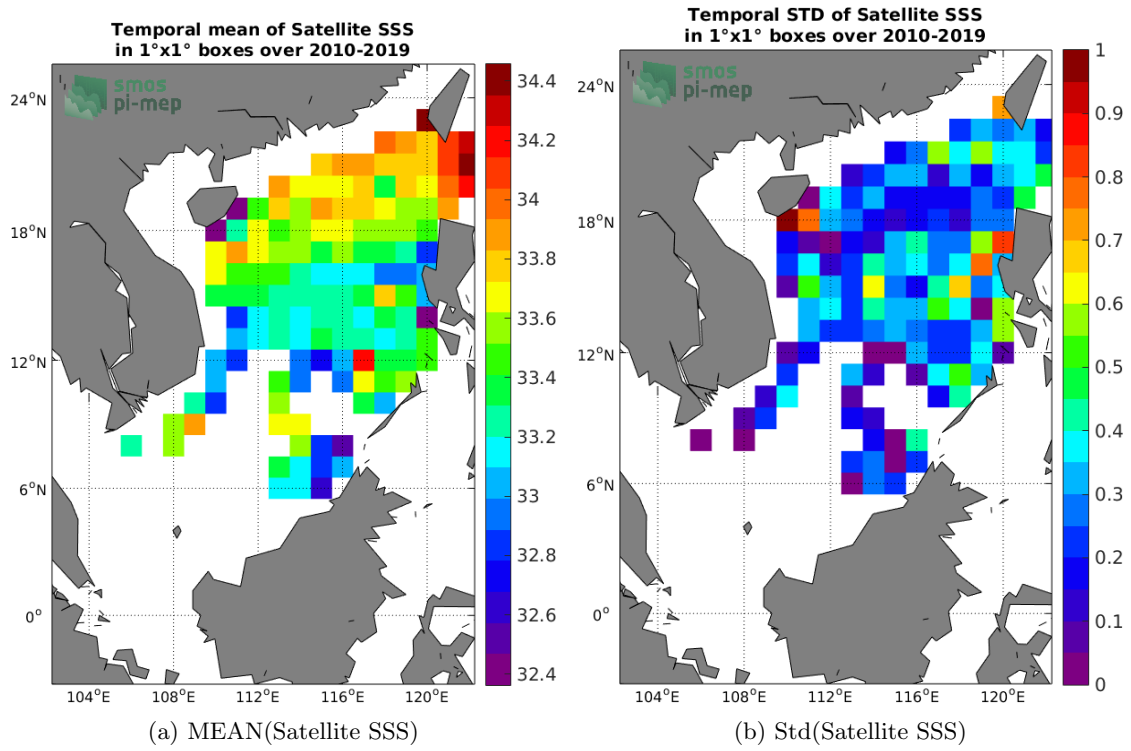 Temporal mean of Satellite SSS
in 1°x1° boxes over 2010-2019
smos
pi-mep
24°N
18°N
12°N
6°N
0°
104°E
108°E
112°E
116°E
120°E
34.4
34.2
34
33.8
33.6
33.4
33.2
33
32.8
32.6
32.4
(a) MEAN(Satellite SSS)
Temporal STD of Satellite SSS
in 1°x1° boxes over 2010-2019
smos
pi-mep
24°N
18°N
12°N
6°N
0°
104°E
108°E
112°E
116°E
120°E
1
0.9
0.8
0.7
0.6
0.5
0.4
0.3
0.2
0.1
0
(b) Std(Satellite SSS)